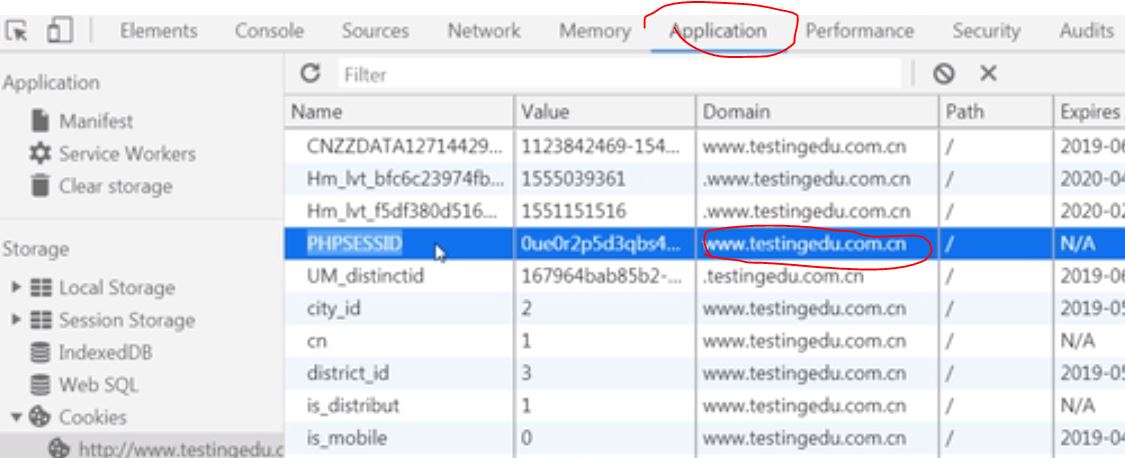 Elements Console Sources Network Memory Application Performance Security Audits
Application
Manifest
Service Workers
Clear storage
Storage
Local Storage
Session Storage
IndexedDB
Web SQL
Cookies
http://www.testingedu.c
Filter
Name Value Domain Path Expires
CNZZDATA12714429... 1123842469-154... www.testingedu.com.cn / 2019-06
Hm_lvt_bfc6c23974fb... 1555039361 .www.testingedu.com.cn / 2020-04
Hm_lvt_f5df380d516... 1551151516 .www.testingedu.com.cn / 2020-02
PHPSESSID 0ue0r2p5d3qbs4... www.testingedu.com.cn / N/A
UM_distinctid 167964bab85b2-... .testingedu.com.cn / 2019-06
city_id 2 www.testingedu.com.cn / 2019-05
cn 1 www.testingedu.com.cn / N/A
district_id 3 www.testingedu.com.cn / 2019-05
is_distribut 1 www.testingedu.com.cn / N/A
is_mobile 0 www.testingedu.com.cn / 2019-04